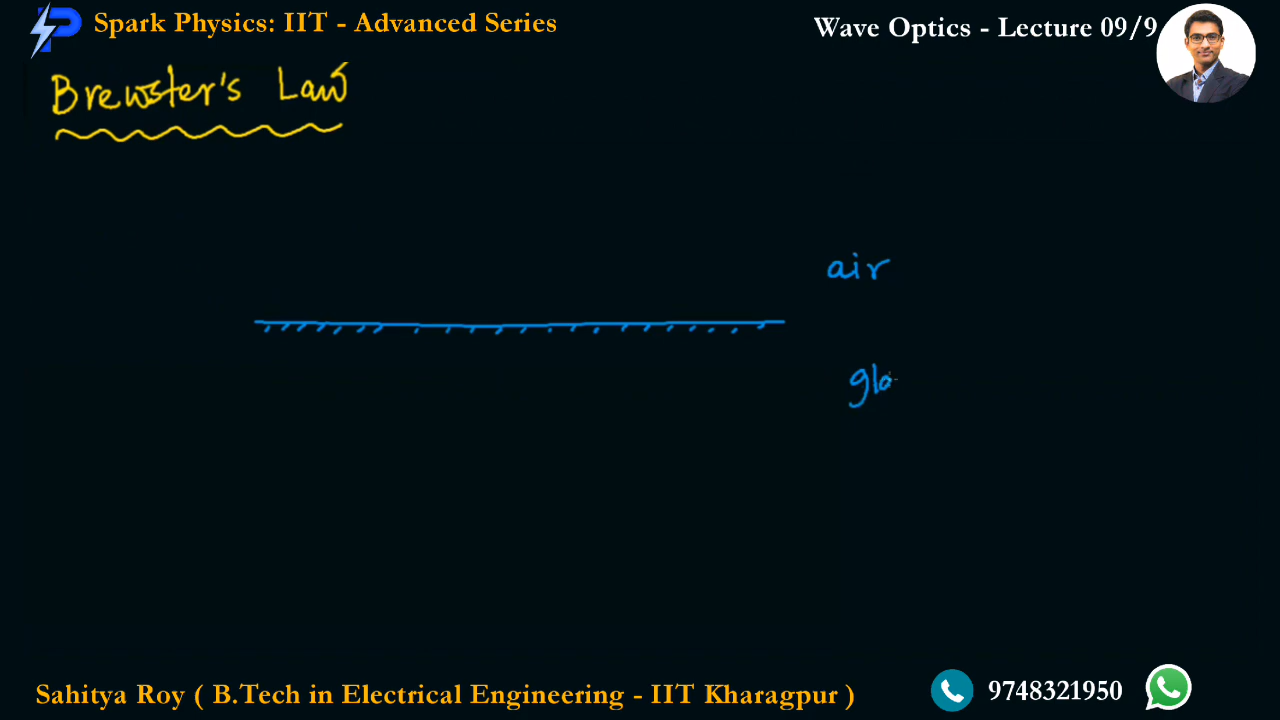 Spark Physics: IIT - Advanced Series
Wave Optics - Lecture 09/9
Brewster's Law
air
gla
Sahitya Roy ( B.Tech in Electrical Engineering - IIT Kharagpur )
9748321950